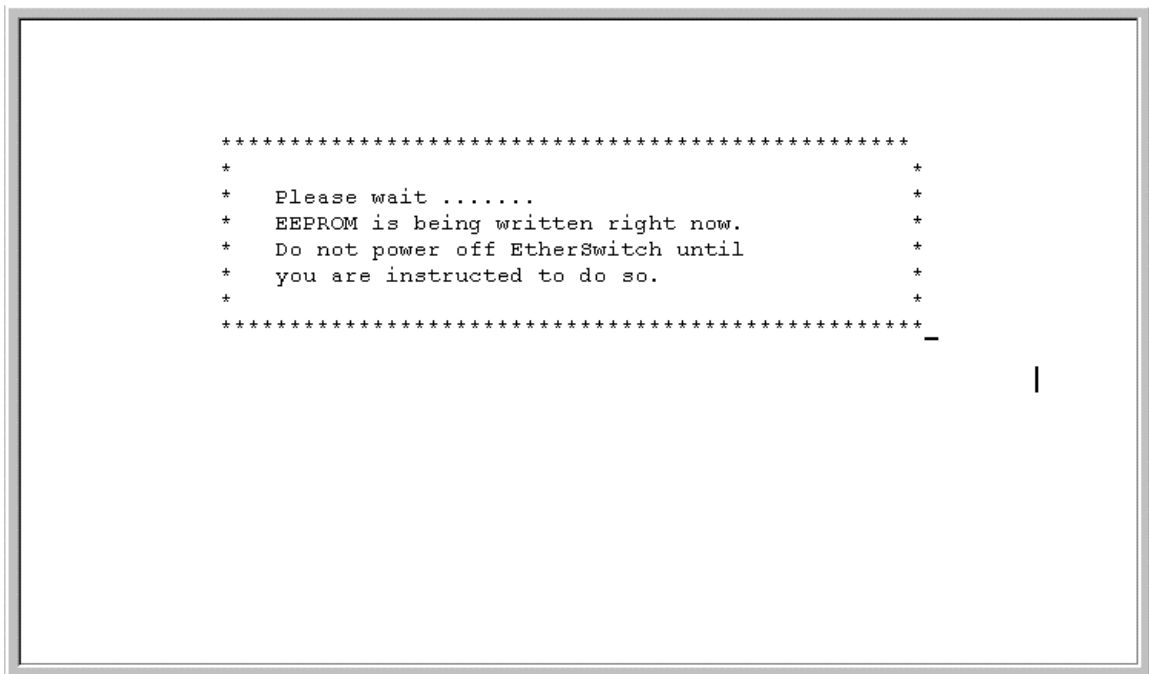 **************************************************
* *
* Please wait ....... *
* EEPROM is being written right now. *
* Do not power off EtherSwitch until *
* you are instructed to do so. *
* *
***************************************************_